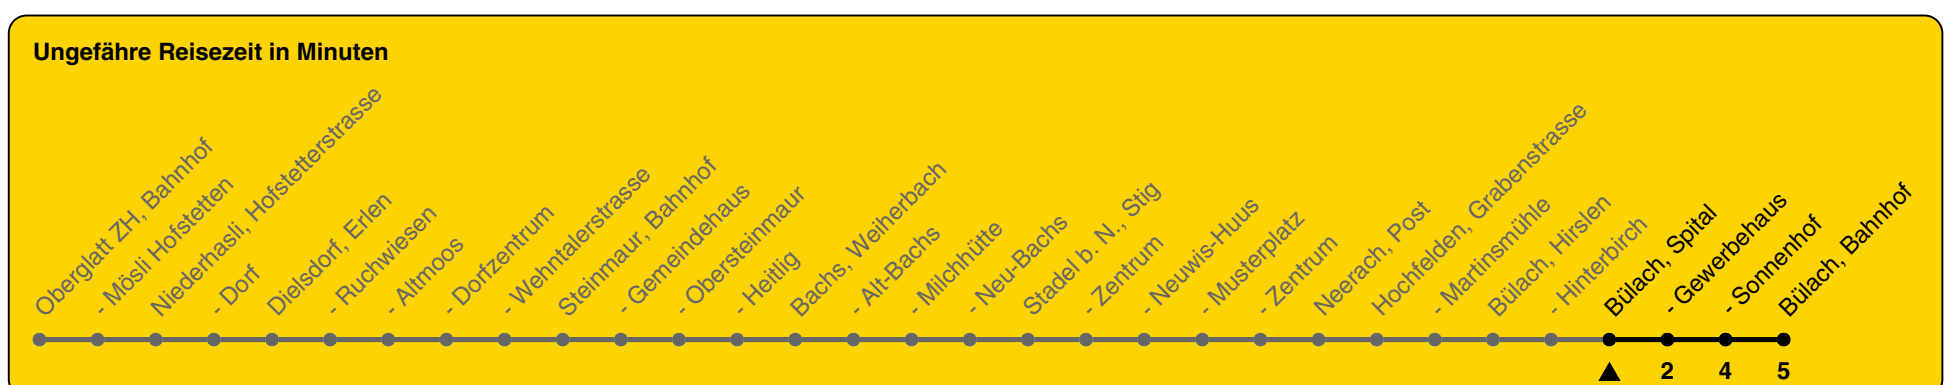 Ungefähre Reisezeit in Minuten
Oberglatt ZH, Bahnhof
- Mösli Hofstetten
Niederhasli, Hofstetterstrasse
- Dorf
Dielsdorf, Erlen
- Ruchwiesen
- Altmoos
- Dorfzentrum
- Wehntalerstrasse
Steinmaur, Bahnhof
- Gemeindehaus
- Obersteinmaur
- Heitlig
Bachs, Weiherbach
- Alt-Bachs
- Milchhütte
- Neu-Bachs
Stadel b. N., Stig
- Zentrum
- Neuwis-Huus
- Musterplatz
- Zentrum
Neerach, Post
Hochfelden, Grabenstrasse
- Martinsmühle
Bülach, Hirslen
- Hinterbirch
Bülach, Spital
- Gewerbehaus
- Sonnenhof
Bülach, Bahnhof
2 4 5